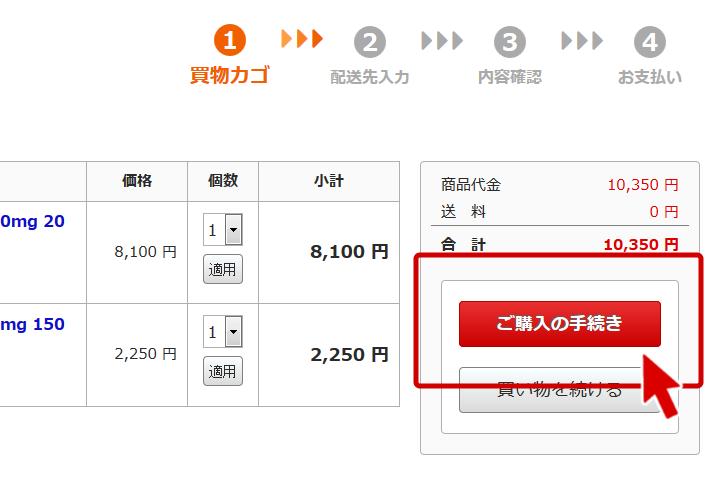 1 2 3 4
買物カゴ 配送先入力 内容確認 お支払い
価格 個数 小計
0mg 20
8,100 円 1 8,100 円
適用
mg 150
2,250 円 1 2,250 円
適用
商品代金 10,350 円
送 料 0 円
合 計 10,350 円
ご購入の手続き
買い物を続ける